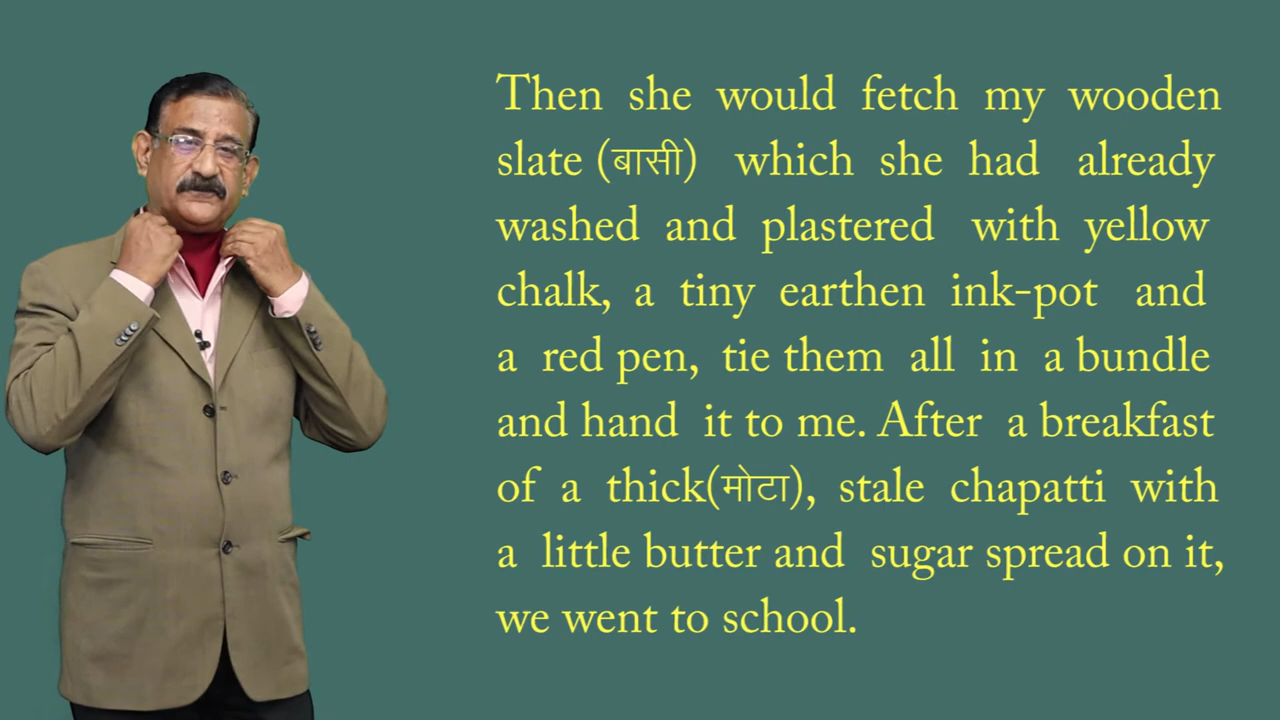 Then she would fetch my wooden
slate (बासी) which she had already
washed and plastered with yellow
chalk, a tiny earthen ink-pot and
a red pen, tie them all in a bundle
and hand it to me. After a breakfast
of a thick(मोटा), stale chapatti with
a little butter and sugar spread on it,
we went to school.